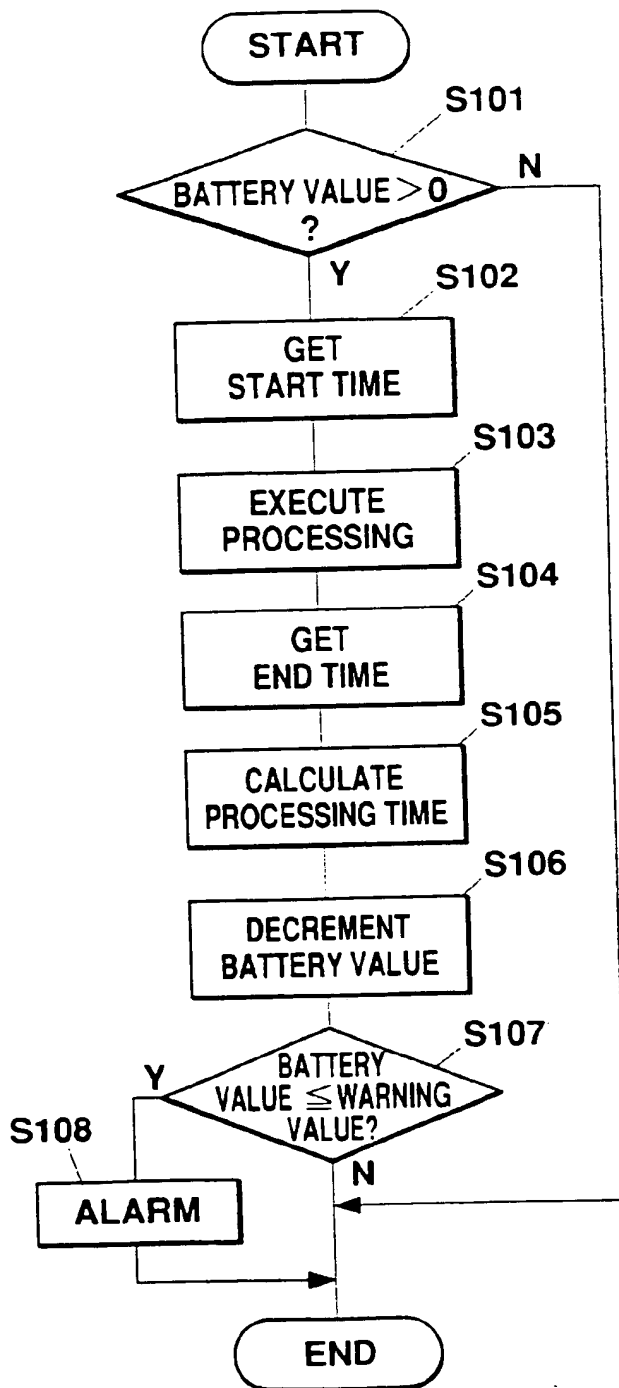 START
S101
BATTERY VALUE > 0
?
N
Y
S102
GET
START TIME
S103
EXECUTE
PROCESSING
S104
GET
END TIME
S105
CALCULATE
PROCESSING TIME
S106
DECREMENT
BATTERY VALUE
S107
BATTERY
VALUE ≦ WARNING
VALUE?
Y
N
S108
ALARM
END